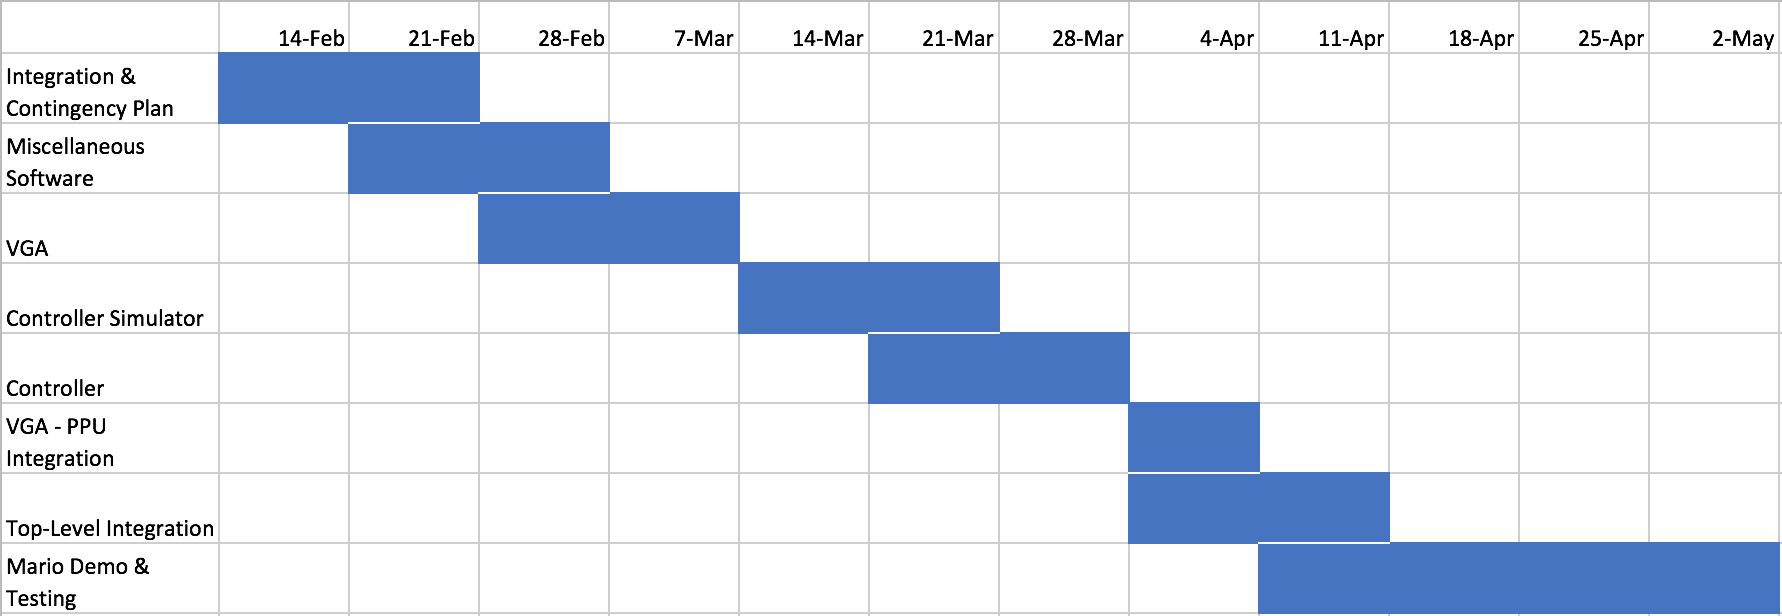 14-Feb 21-Feb 28-Feb 7-Mar 14-Mar 21-Mar 28-Mar 4-Apr 11-Apr 18-Apr 25-Apr 2-May
Integration &
Contingency Plan
Miscellaneous
Software
VGA
Controller Simulator
Controller
VGA - PPU
Integration
Top-Level Integration
Mario Demo &
Testing